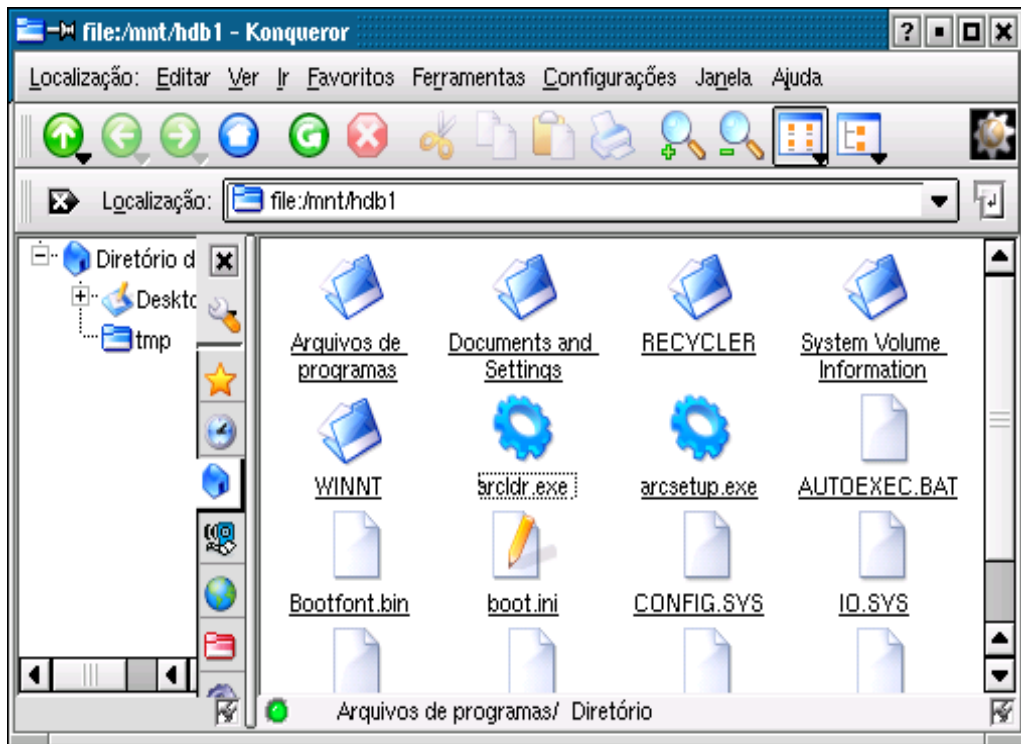 file:/mnt/hdb1 - Konqueror
Localização: Editar Ver Ir Favoritos Ferramentas Configurações Janela Ajuda
Localização: file:/mnt/hdb1
Diretório d
Deskto
tmp
Arquivos de programas
Documents and Settings
RECYCLER
System Volume Information
WINNT
arcldr.exe
arcsetup.exe
AUTOEXEC.BAT
Bootfont.bin
boot.ini
CONFIG.SYS
IO.SYS
Arquivos de programas/ Diretório